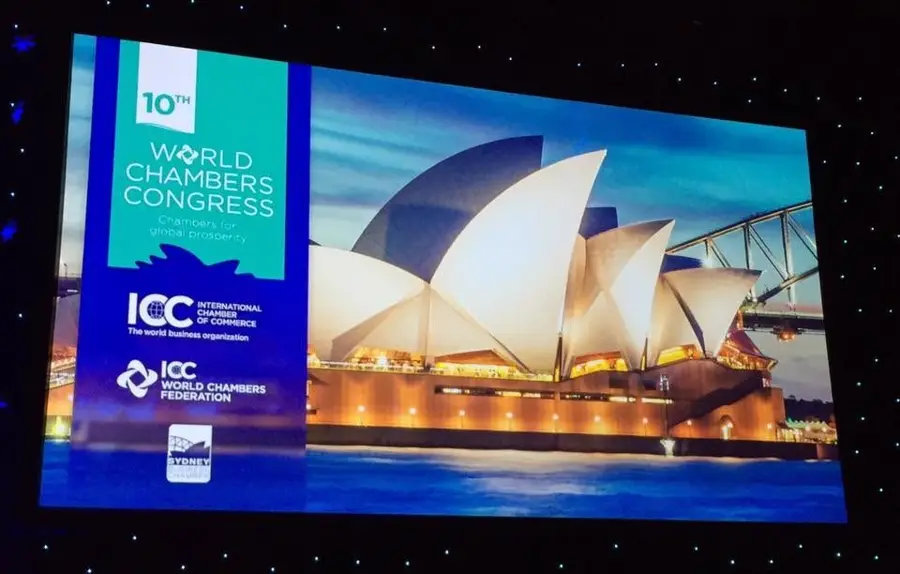 10TH
WORLD
CHAMBERS
CONGRESS
Chambers for
global prosperity
ICC
INTERNATIONAL
CHAMBER
OF COMMERCE
The world business organization
ICC
WORLD CHAMBERS
FEDERATION
SYDNEY